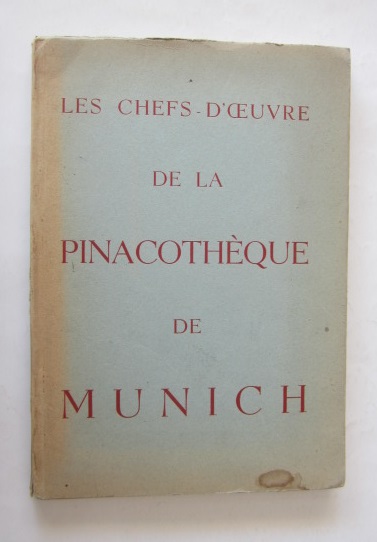 LES CHEFS-D'ŒUVRE
DE LA
PINACOTHÈQUE
DE
MUNICH